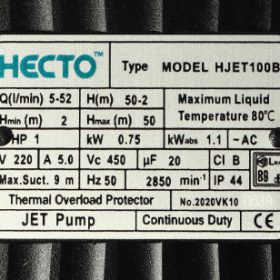 HECTO™ Type MODEL HJET100B
Q(l/min) 5-52 H(m) 50-2 Maximum Liquid
Hmin (m) 2 Hmax (m) 50 Temperature 80℃
HP 1 kW 0.75 kWabs 1.1 ~AC
V 220 A 5.0 Vc 450 µF 20 Cl B
Max.Suct. 9 m Hz 50 2850 min⁻¹ IP 44
Thermal Overload Protector No.2020VK10
JET Pump Continuous Duty